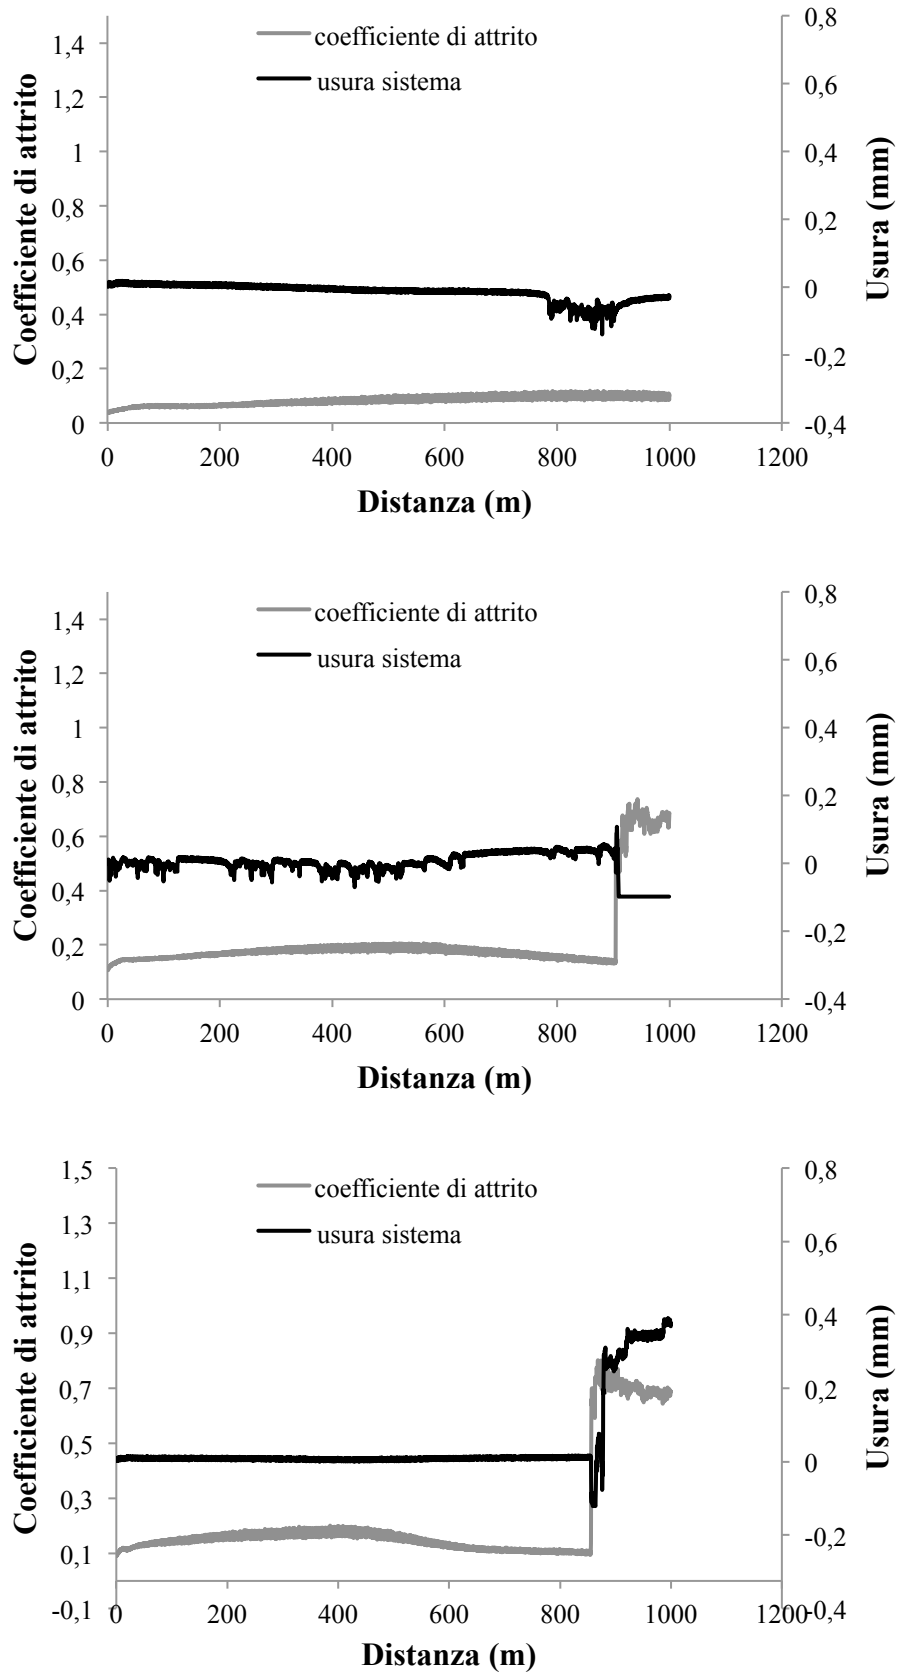 coefficiente di attrito
usura sistema
Coefficiente di attrito
1,4
1,2
1
0,8
0,6
0,4
0,2
0
0,8
0,6
0,4
0,2
0
-0,2
-0,4
Usura (mm)
0 200 400 600 800 1000 1200
Distanza (m)
coefficiente di attrito
usura sistema
Coefficiente di attrito
1,4
1,2
1
0,8
0,6
0,4
0,2
0
0,8
0,6
0,4
0,2
0
-0,2
-0,4
Usura (mm)
0 200 400 600 800 1000 1200
Distanza (m)
coefficiente di attrito
usura sistema
Coefficiente di attrito
1,5
1,3
1,1
0,9
0,7
0,5
0,3
0,1
-0,1
0,8
0,6
0,4
0,2
0
-0,2
-0,4
Usura (mm)
0 200 400 600 800 1000 1200
Distanza (m)